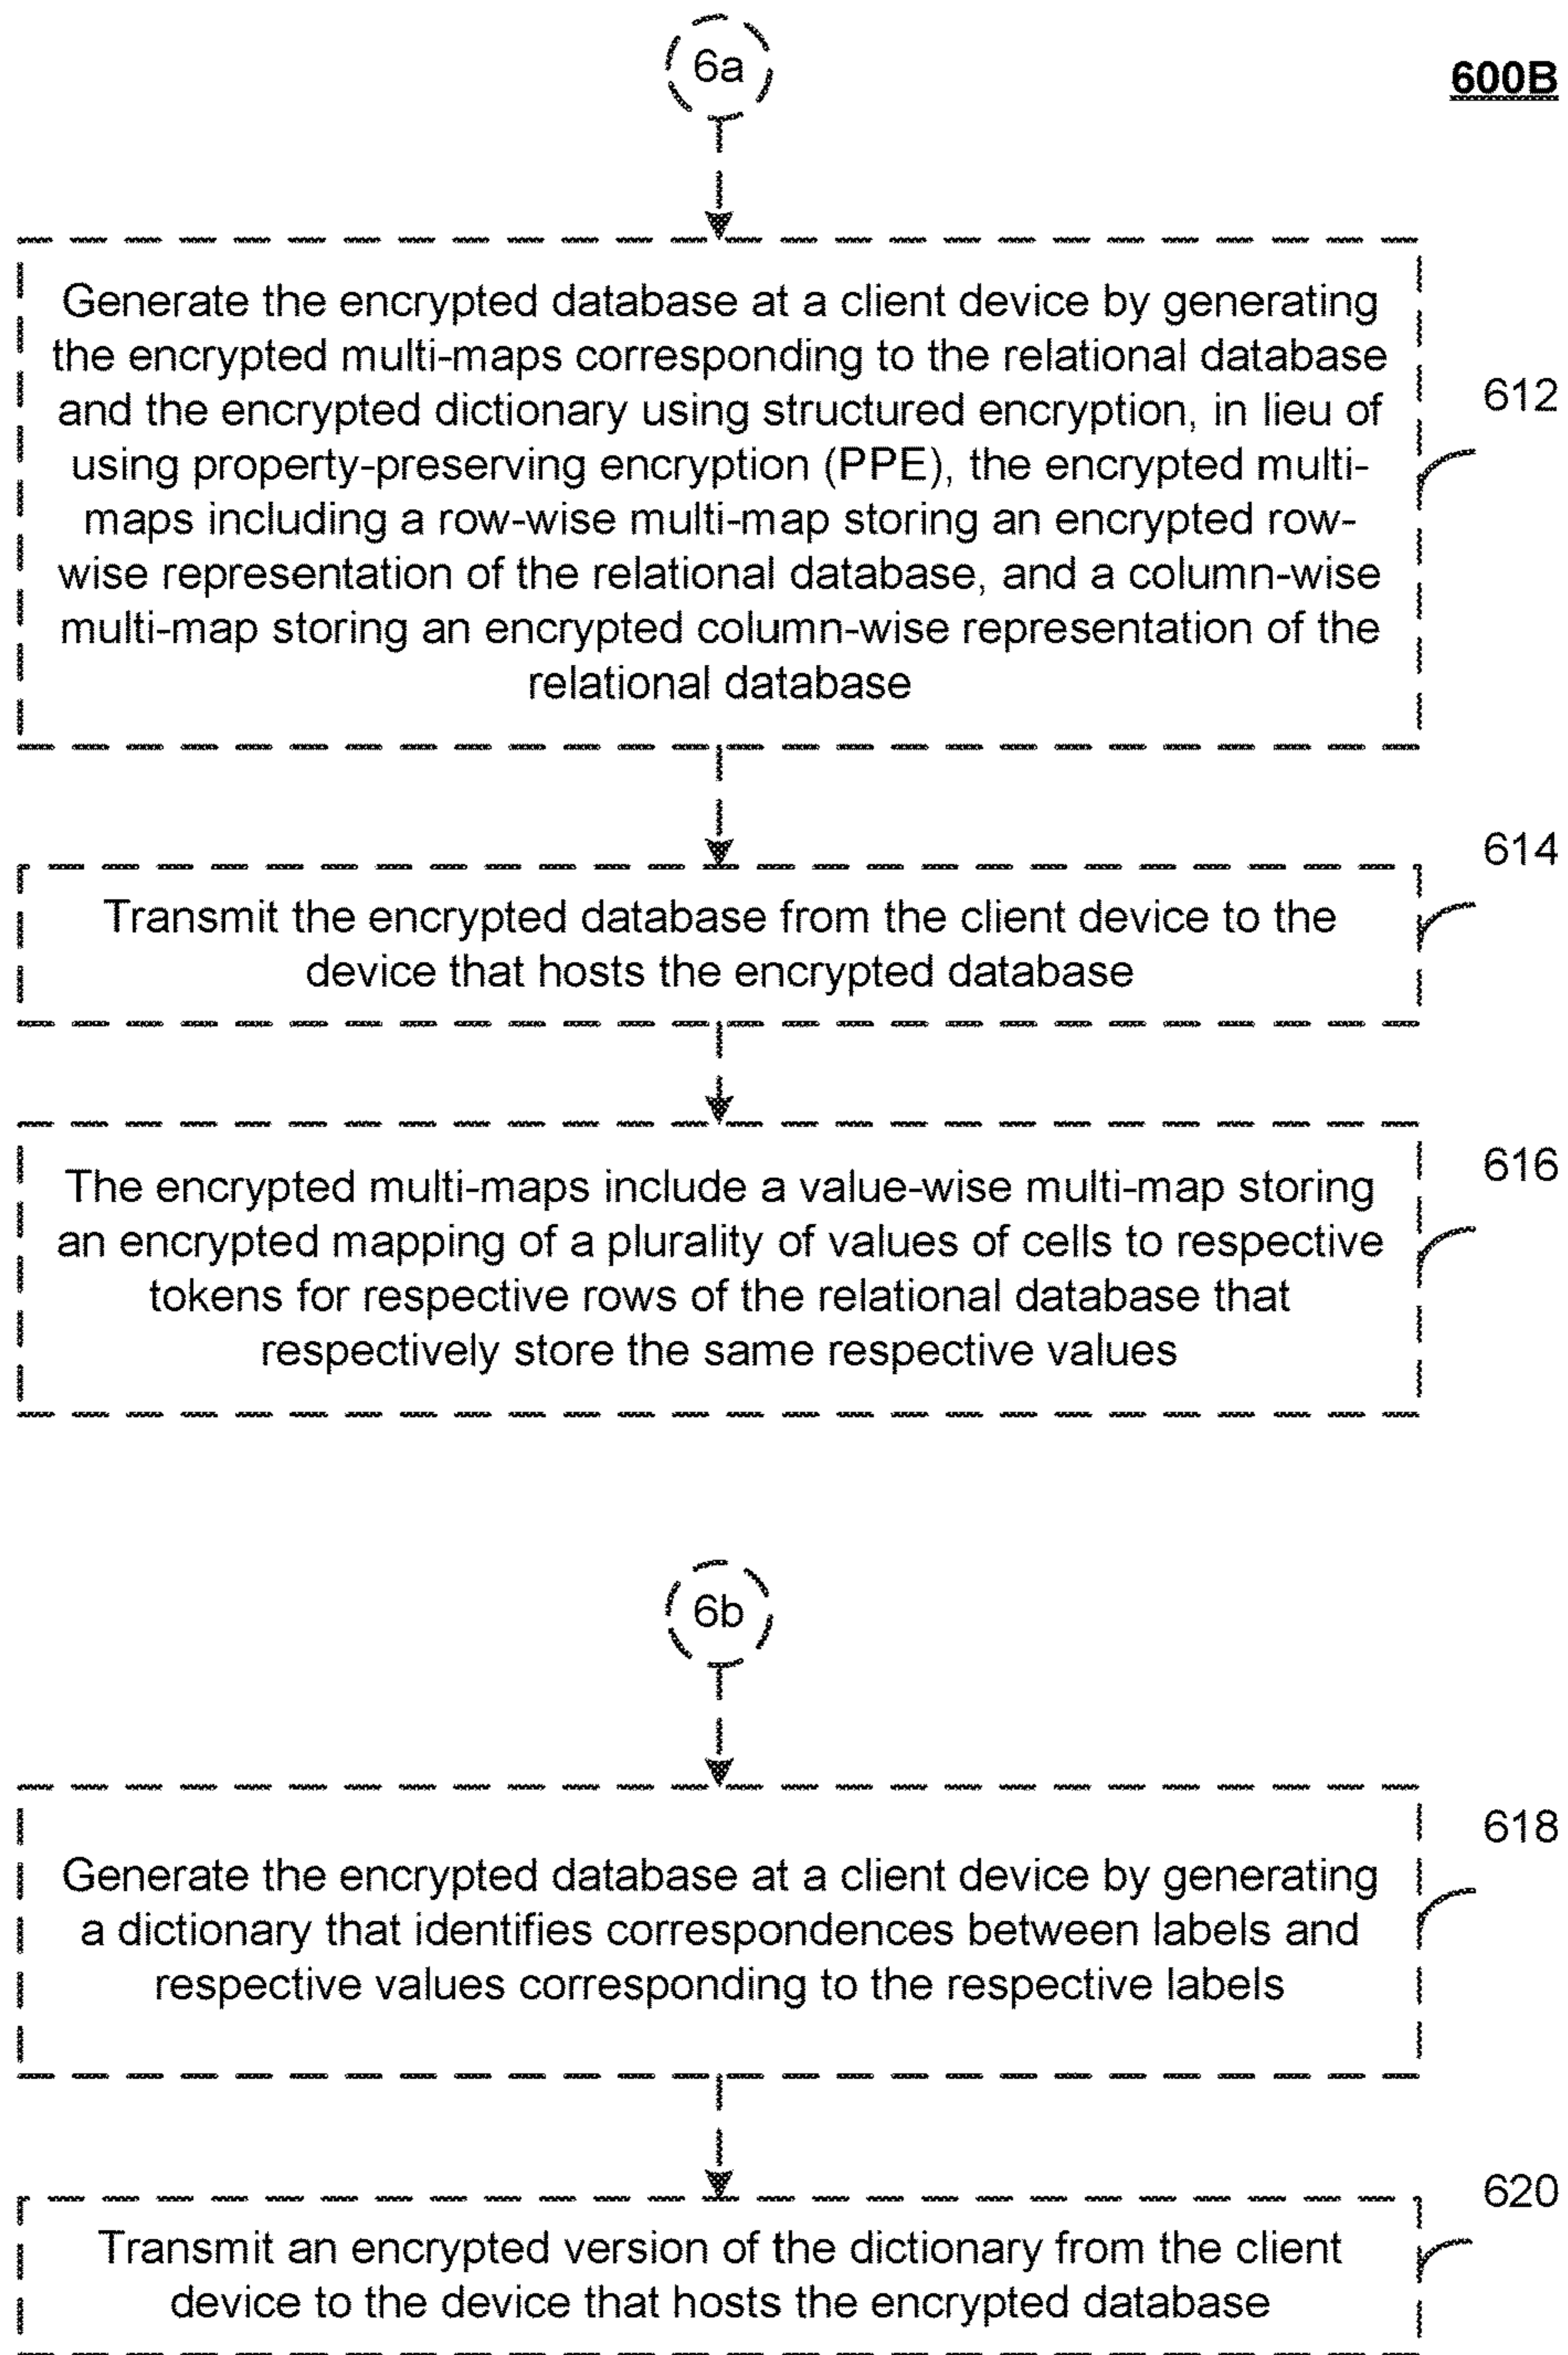 6a
600B
Generate the encrypted database at a client device by generating
the encrypted multi-maps corresponding to the relational database
and the encrypted dictionary using structured encryption, in lieu of
using property-preserving encryption (PPE), the encrypted multi-
maps including a row-wise multi-map storing an encrypted row-
wise representation of the relational database, and a column-wise
multi-map storing an encrypted column-wise representation of the
relational database
612
Transmit the encrypted database from the client device to the
device that hosts the encrypted database
614
The encrypted multi-maps include a value-wise multi-map storing
an encrypted mapping of a plurality of values of cells to respective
tokens for respective rows of the relational database that
respectively store the same respective values
616
6b
Generate the encrypted database at a client device by generating
a dictionary that identifies correspondences between labels and
respective values corresponding to the respective labels
618
Transmit an encrypted version of the dictionary from the client
device to the device that hosts the encrypted database
620